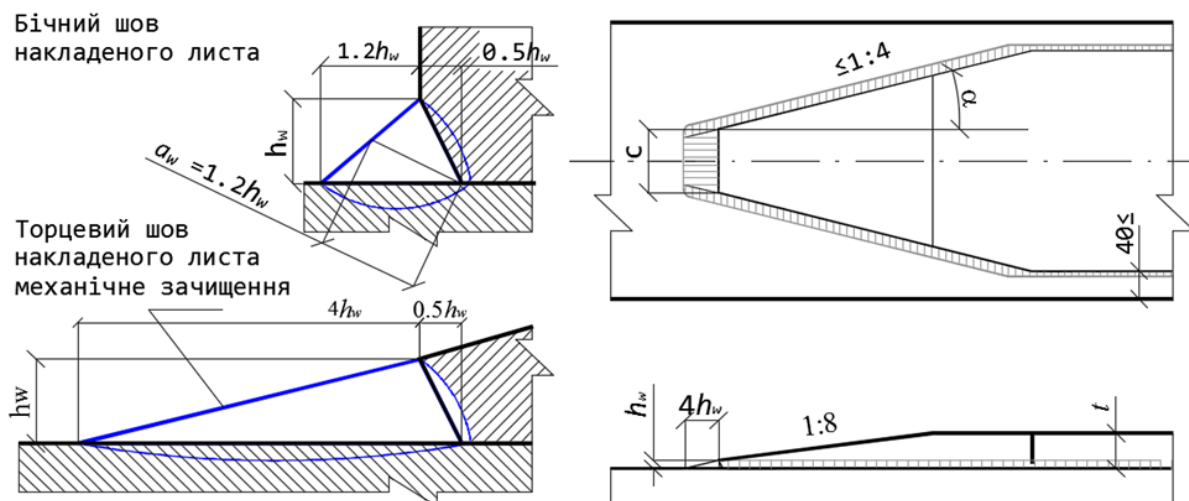 Бічний шов
накладеного листа
1.2hw
0.5hw
hw
aw =1.2hw
Торцевий шов
накладеного листа
механічне зачищення
4hw
0.5hw
hw
≤1:4
α
c
40≤
hw
4hw
1:8
t